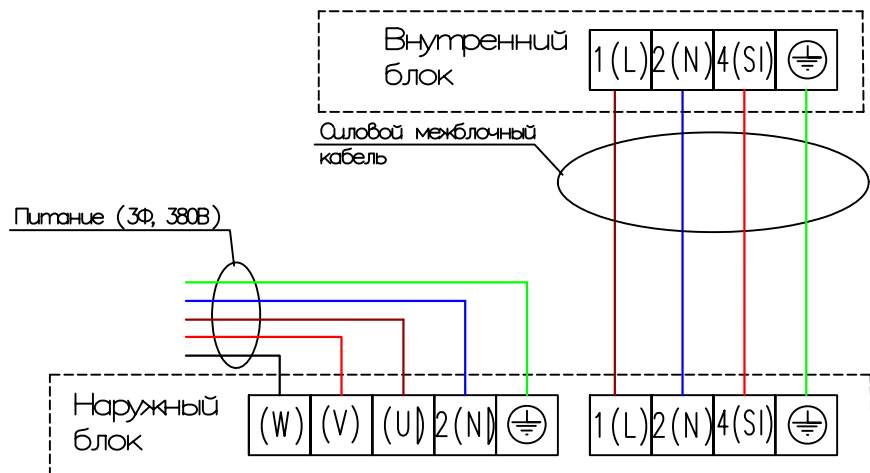 Внутренний
блок
1(L) 2(N) 4(SI)
Силовой межблочный
кабель
Питание (3Ф, 380В)
Наружный
блок
(W) (V) (U) 2(N) 1(L) 2(N) 4(SI)